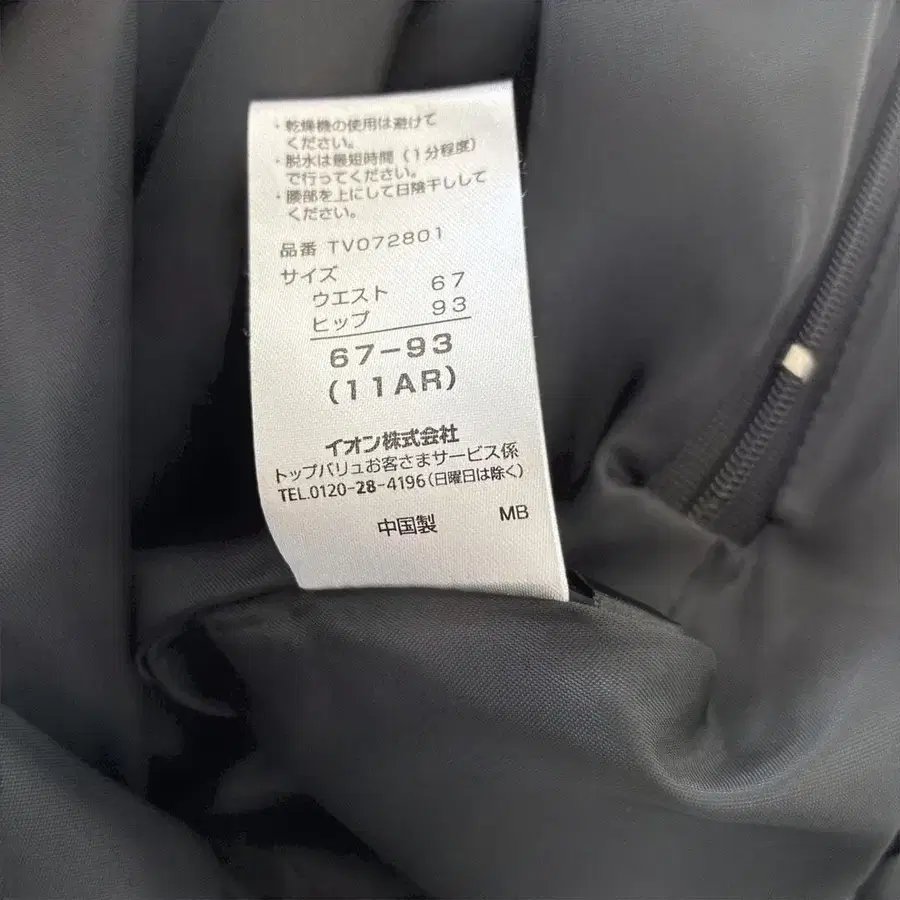 ・乾燥機の使用は避けて
ください。
・脱水は最短時間（1分程度）
で行ってください。
・腰部を上にして日陰干しして
ください。
品番 TV072801
サイズ
ウエスト 67
ヒップ 93
67-93
(11AR)
イオン株式会社
トップバリュお客さまサービス係
TEL.0120-28-4196(日曜日は除く)
中国製 MB